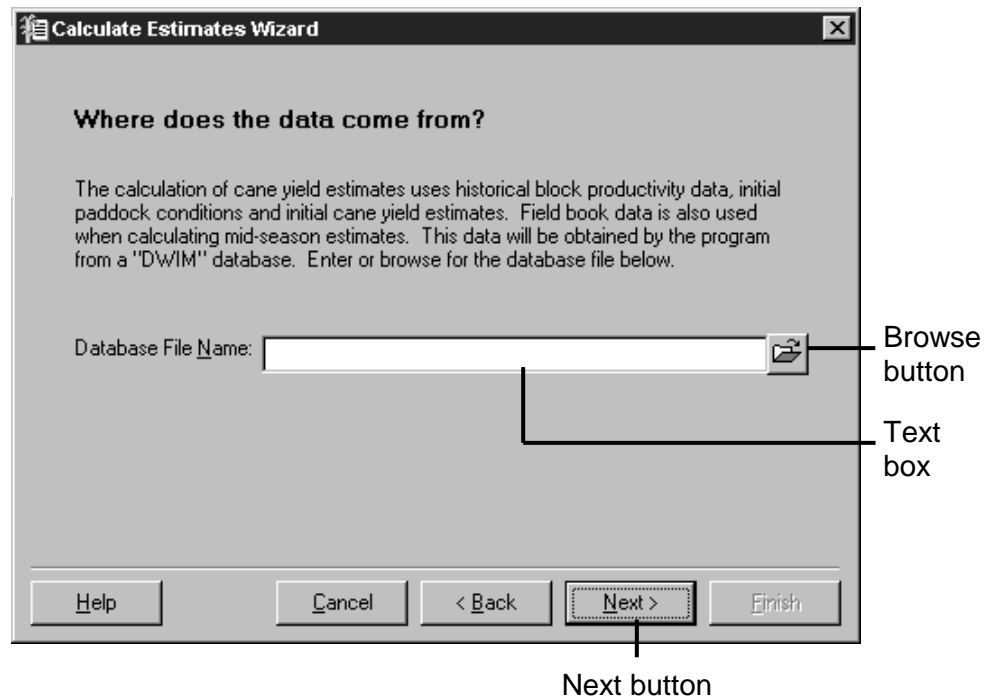 Calculate Estimates Wizard
Where does the data come from?
The calculation of cane yield estimates uses historical block productivity data, initial
paddock conditions and initial cane yield estimates.  Field book data is also used
when calculating mid-season estimates.  This data will be obtained by the program
from a "DWIM" database.  Enter or browse for the database file below.
Database File Name:
Browse
button
Text
box
Help
Cancel
< Back
Next >
Finish
Next button